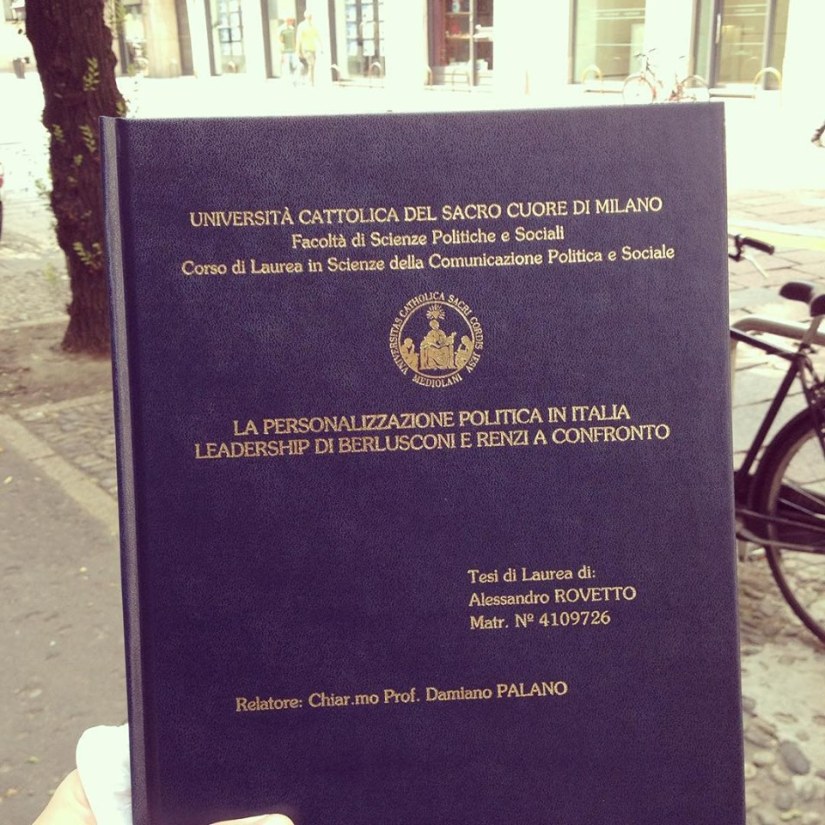 UNIVERSITÀ CATTOLICA DEL SACRO CUORE DI MILANO
Facoltà di Scienze Politiche e Sociali
Corso di Laurea in Scienze della Comunicazione Politica e Sociale
VNIVERSITAS CATHOLICA SACRI CORDIS IESV
MEDIOLANI
LA PERSONALIZZAZIONE POLITICA IN ITALIA
LEADERSHIP DI BERLUSCONI E RENZI A CONFRONTO
Tesi di Laurea di:
Alessandro ROVETTO
Matr. Nº 4109726
Relatore: Chiar.mo Prof. Damiano PALANO